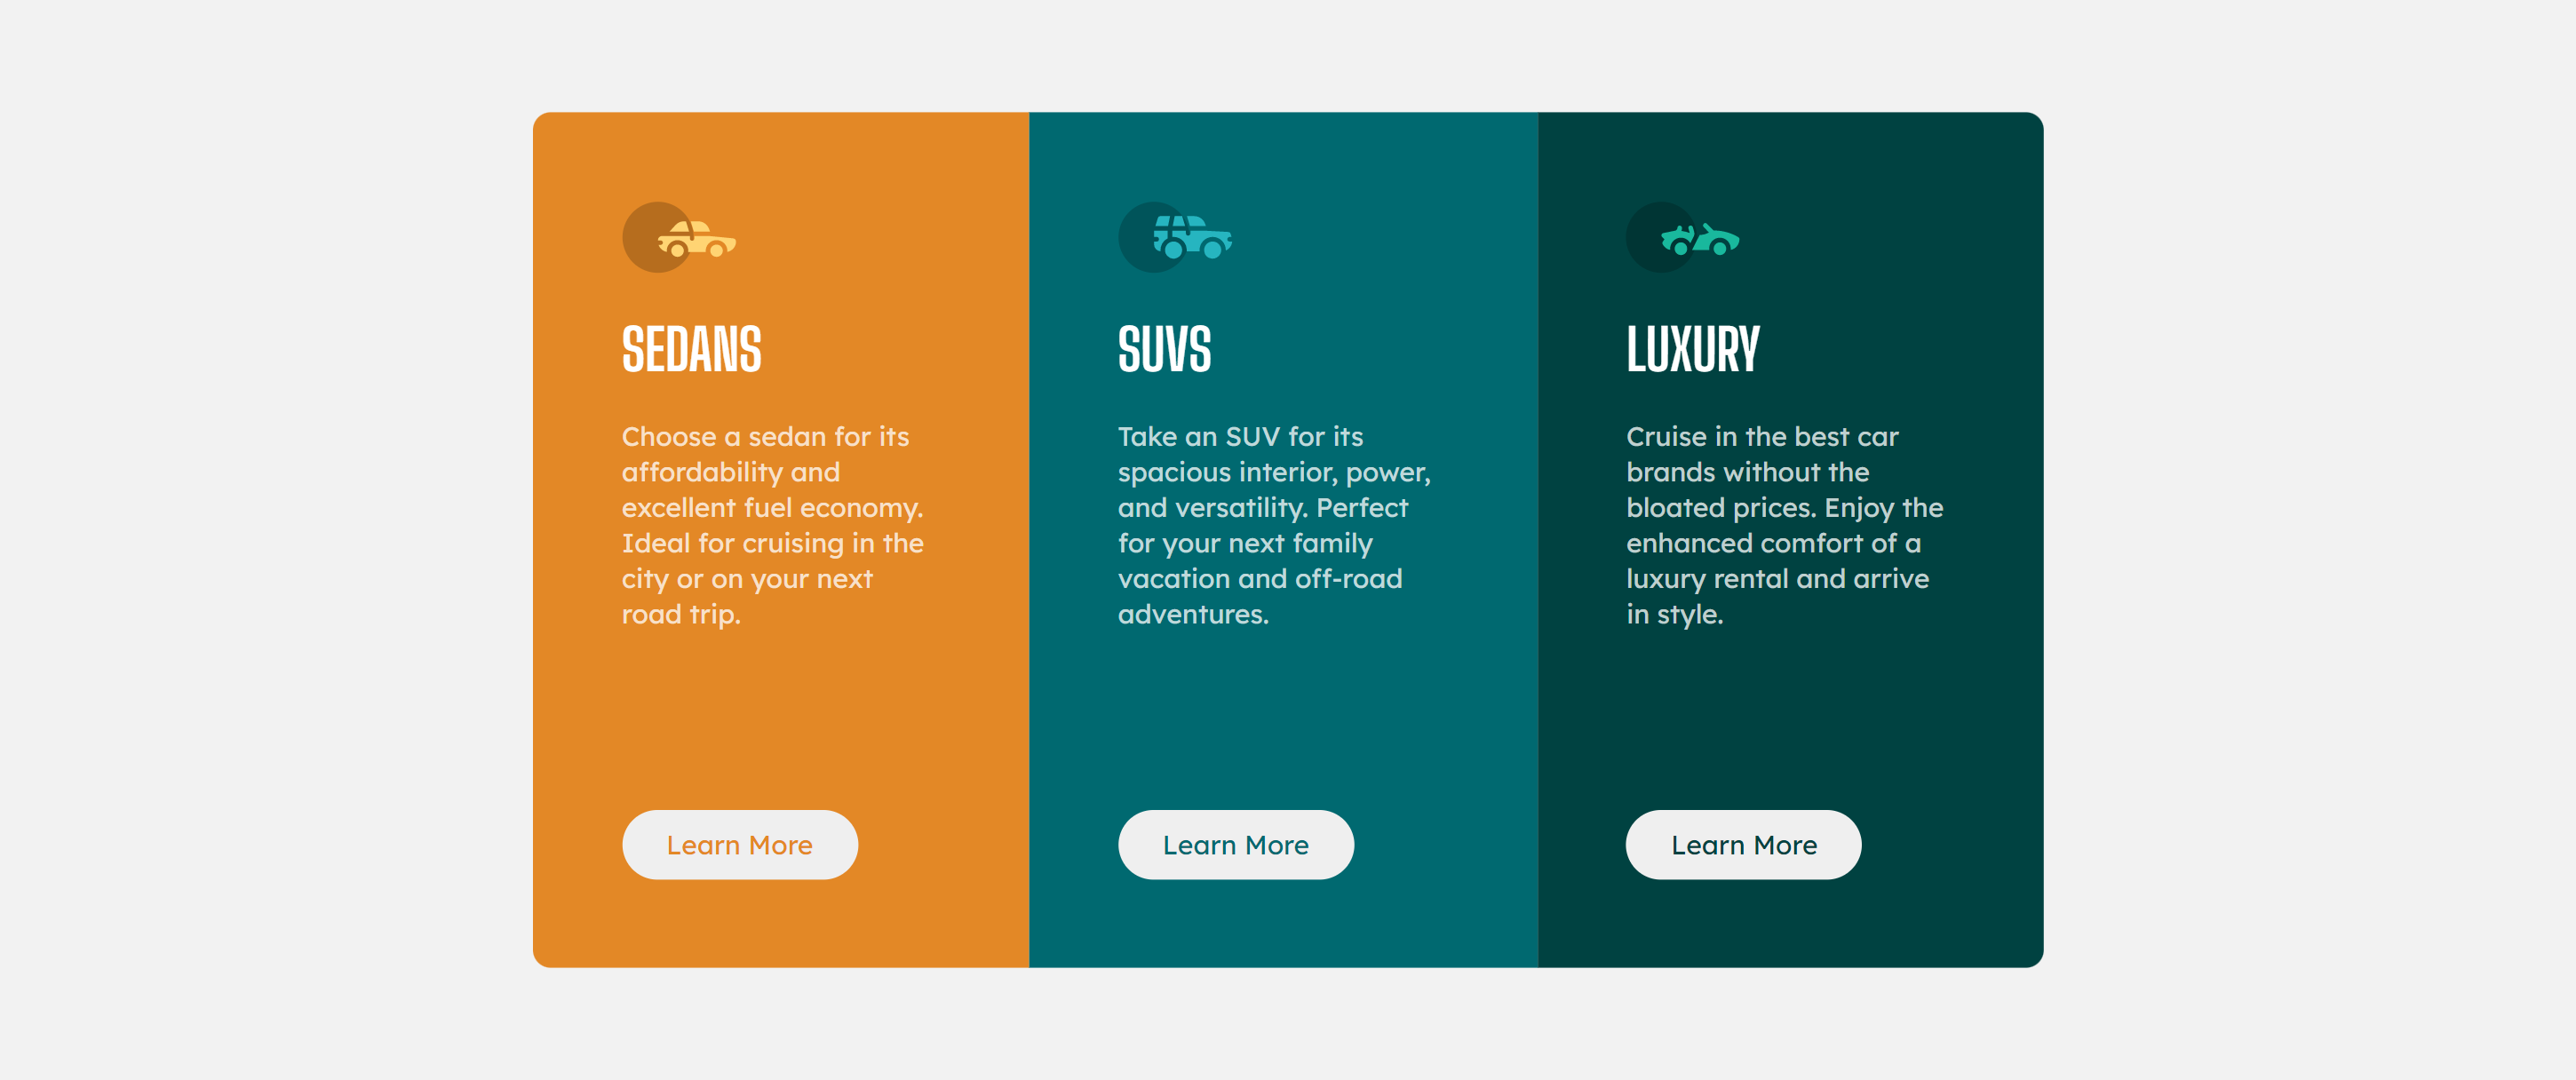 SEDANS
Choose a sedan for its
affordability and
excellent fuel economy.
Ideal for cruising in the
city or on your next
road trip.
Learn More
SUVS
Take an SUV for its
spacious interior, power,
and versatility. Perfect
for your next family
vacation and off-road
adventures.
Learn More
LUXURY
Cruise in the best car
brands without the
bloated prices. Enjoy the
enhanced comfort of a
luxury rental and arrive
in style.
Learn More